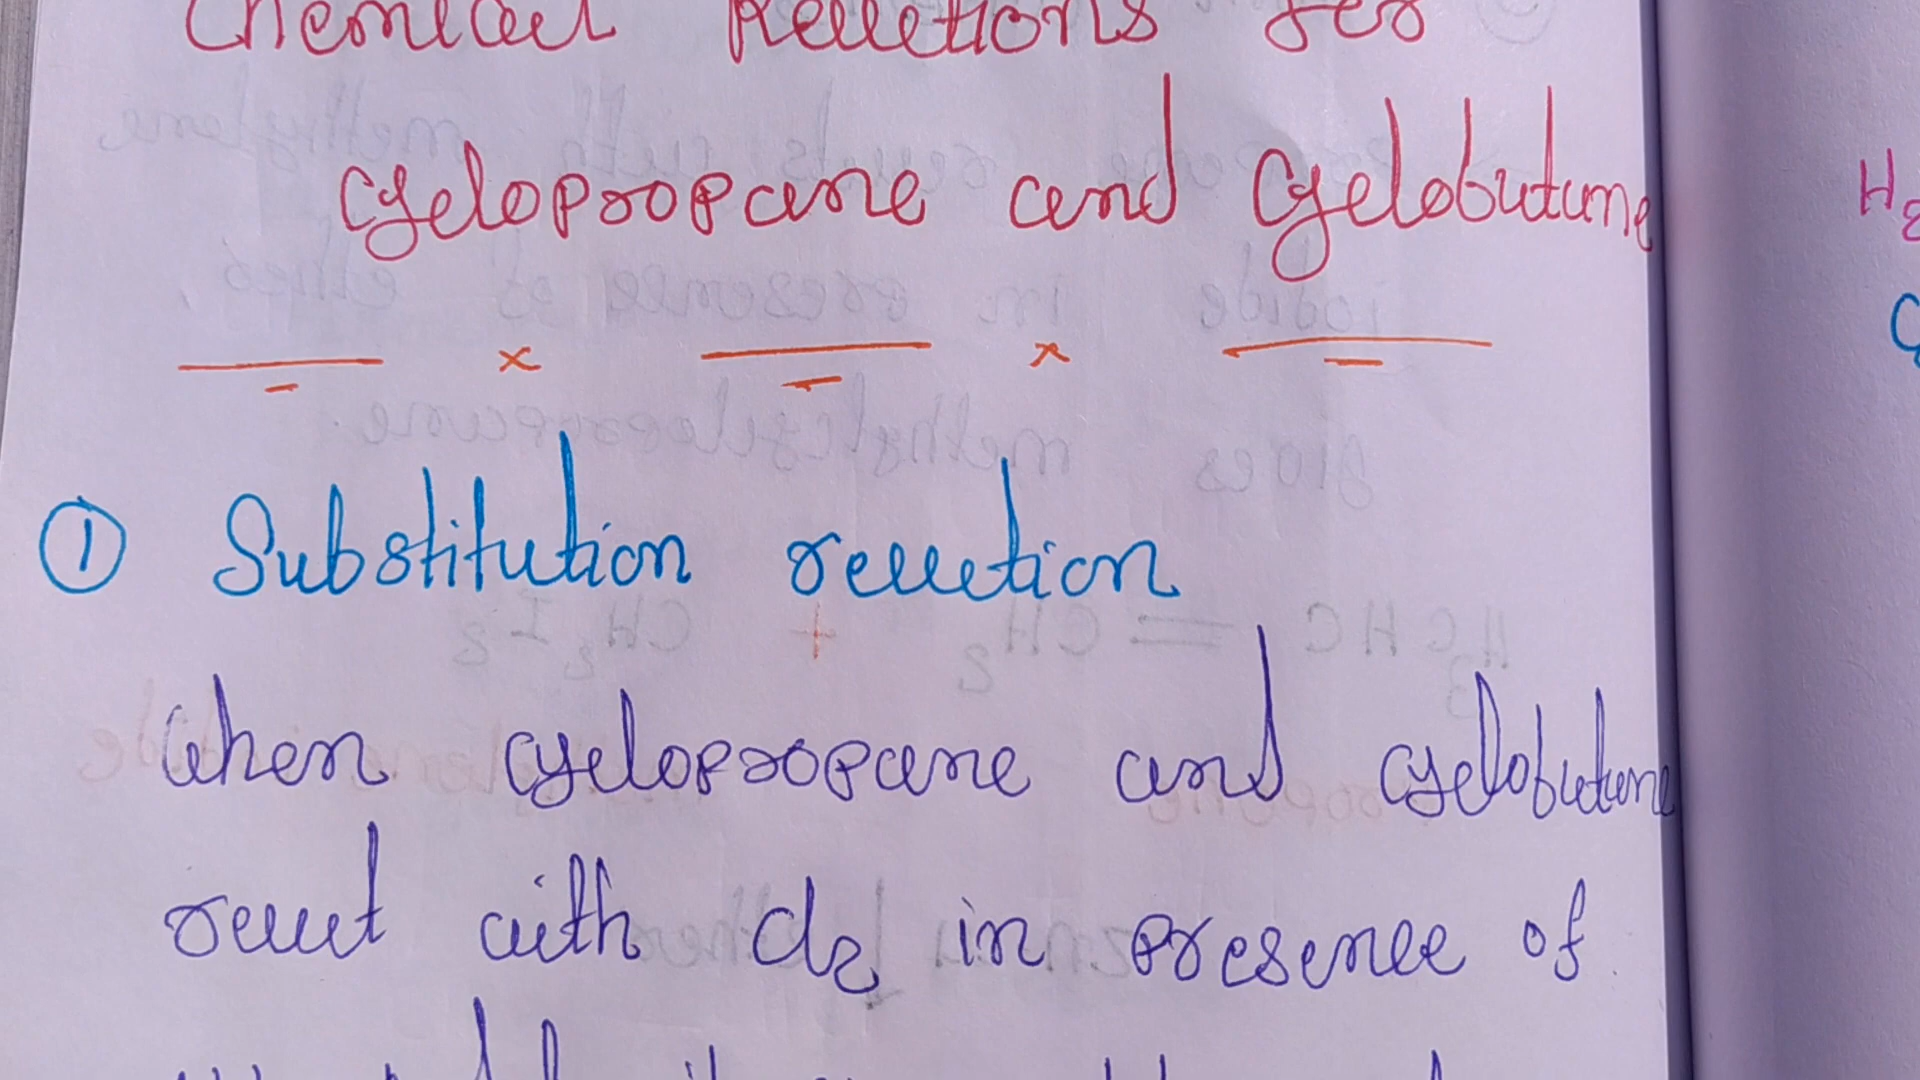 Chemical Reactions for
cyclopropane and Cyclobutane
① Substitution reaction
when cyclopropane and cyclobutane
react with Cl2 in presence of